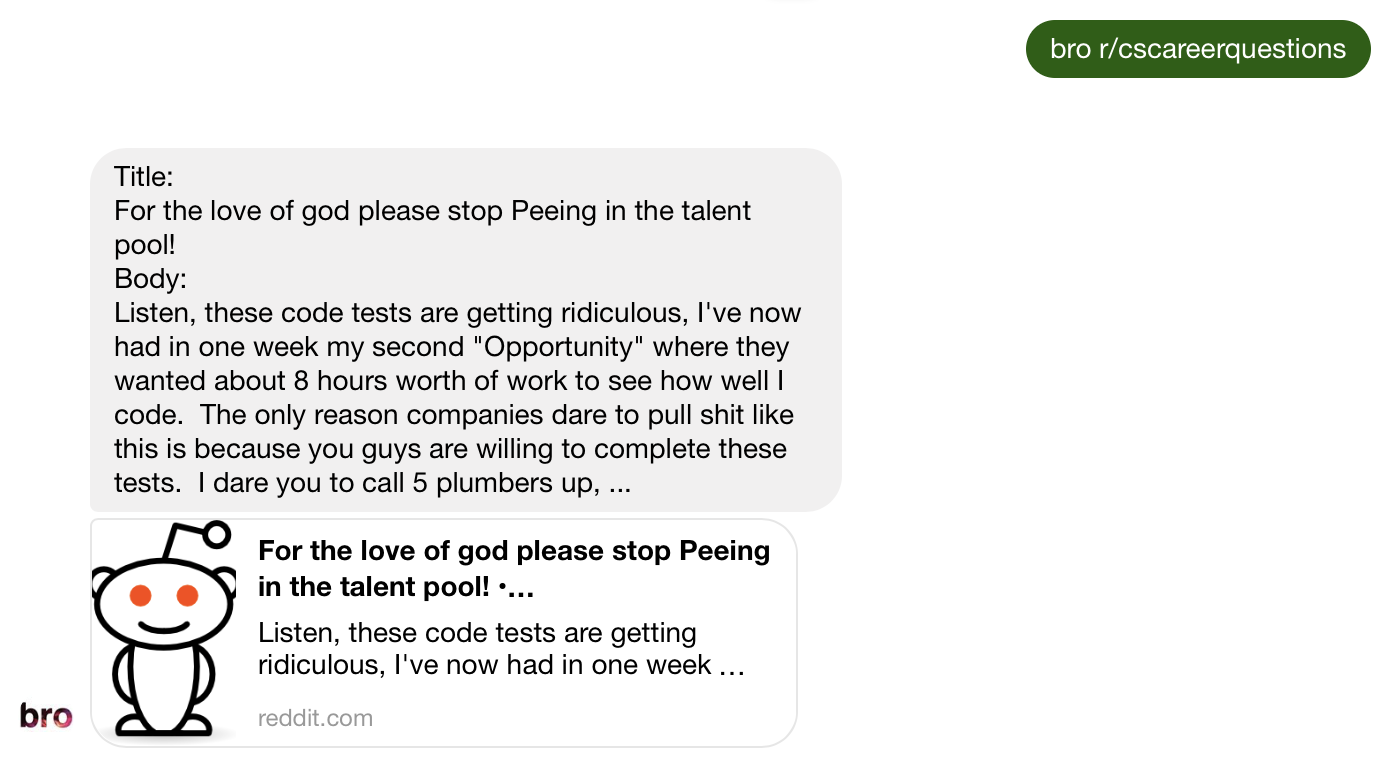 bro r/cscareerquestions
Title:
For the love of god please stop Peeing in the talent
pool!
Body:
Listen, these code tests are getting ridiculous, I've now
had in one week my second "Opportunity" where they
wanted about 8 hours worth of work to see how well I
code.  The only reason companies dare to pull shit like
this is because you guys are willing to complete these
tests.  I dare you to call 5 plumbers up, ...
For the love of god please stop Peeing
in the talent pool! •...
Listen, these code tests are getting
ridiculous, I've now had in one week ...
reddit.com
bro